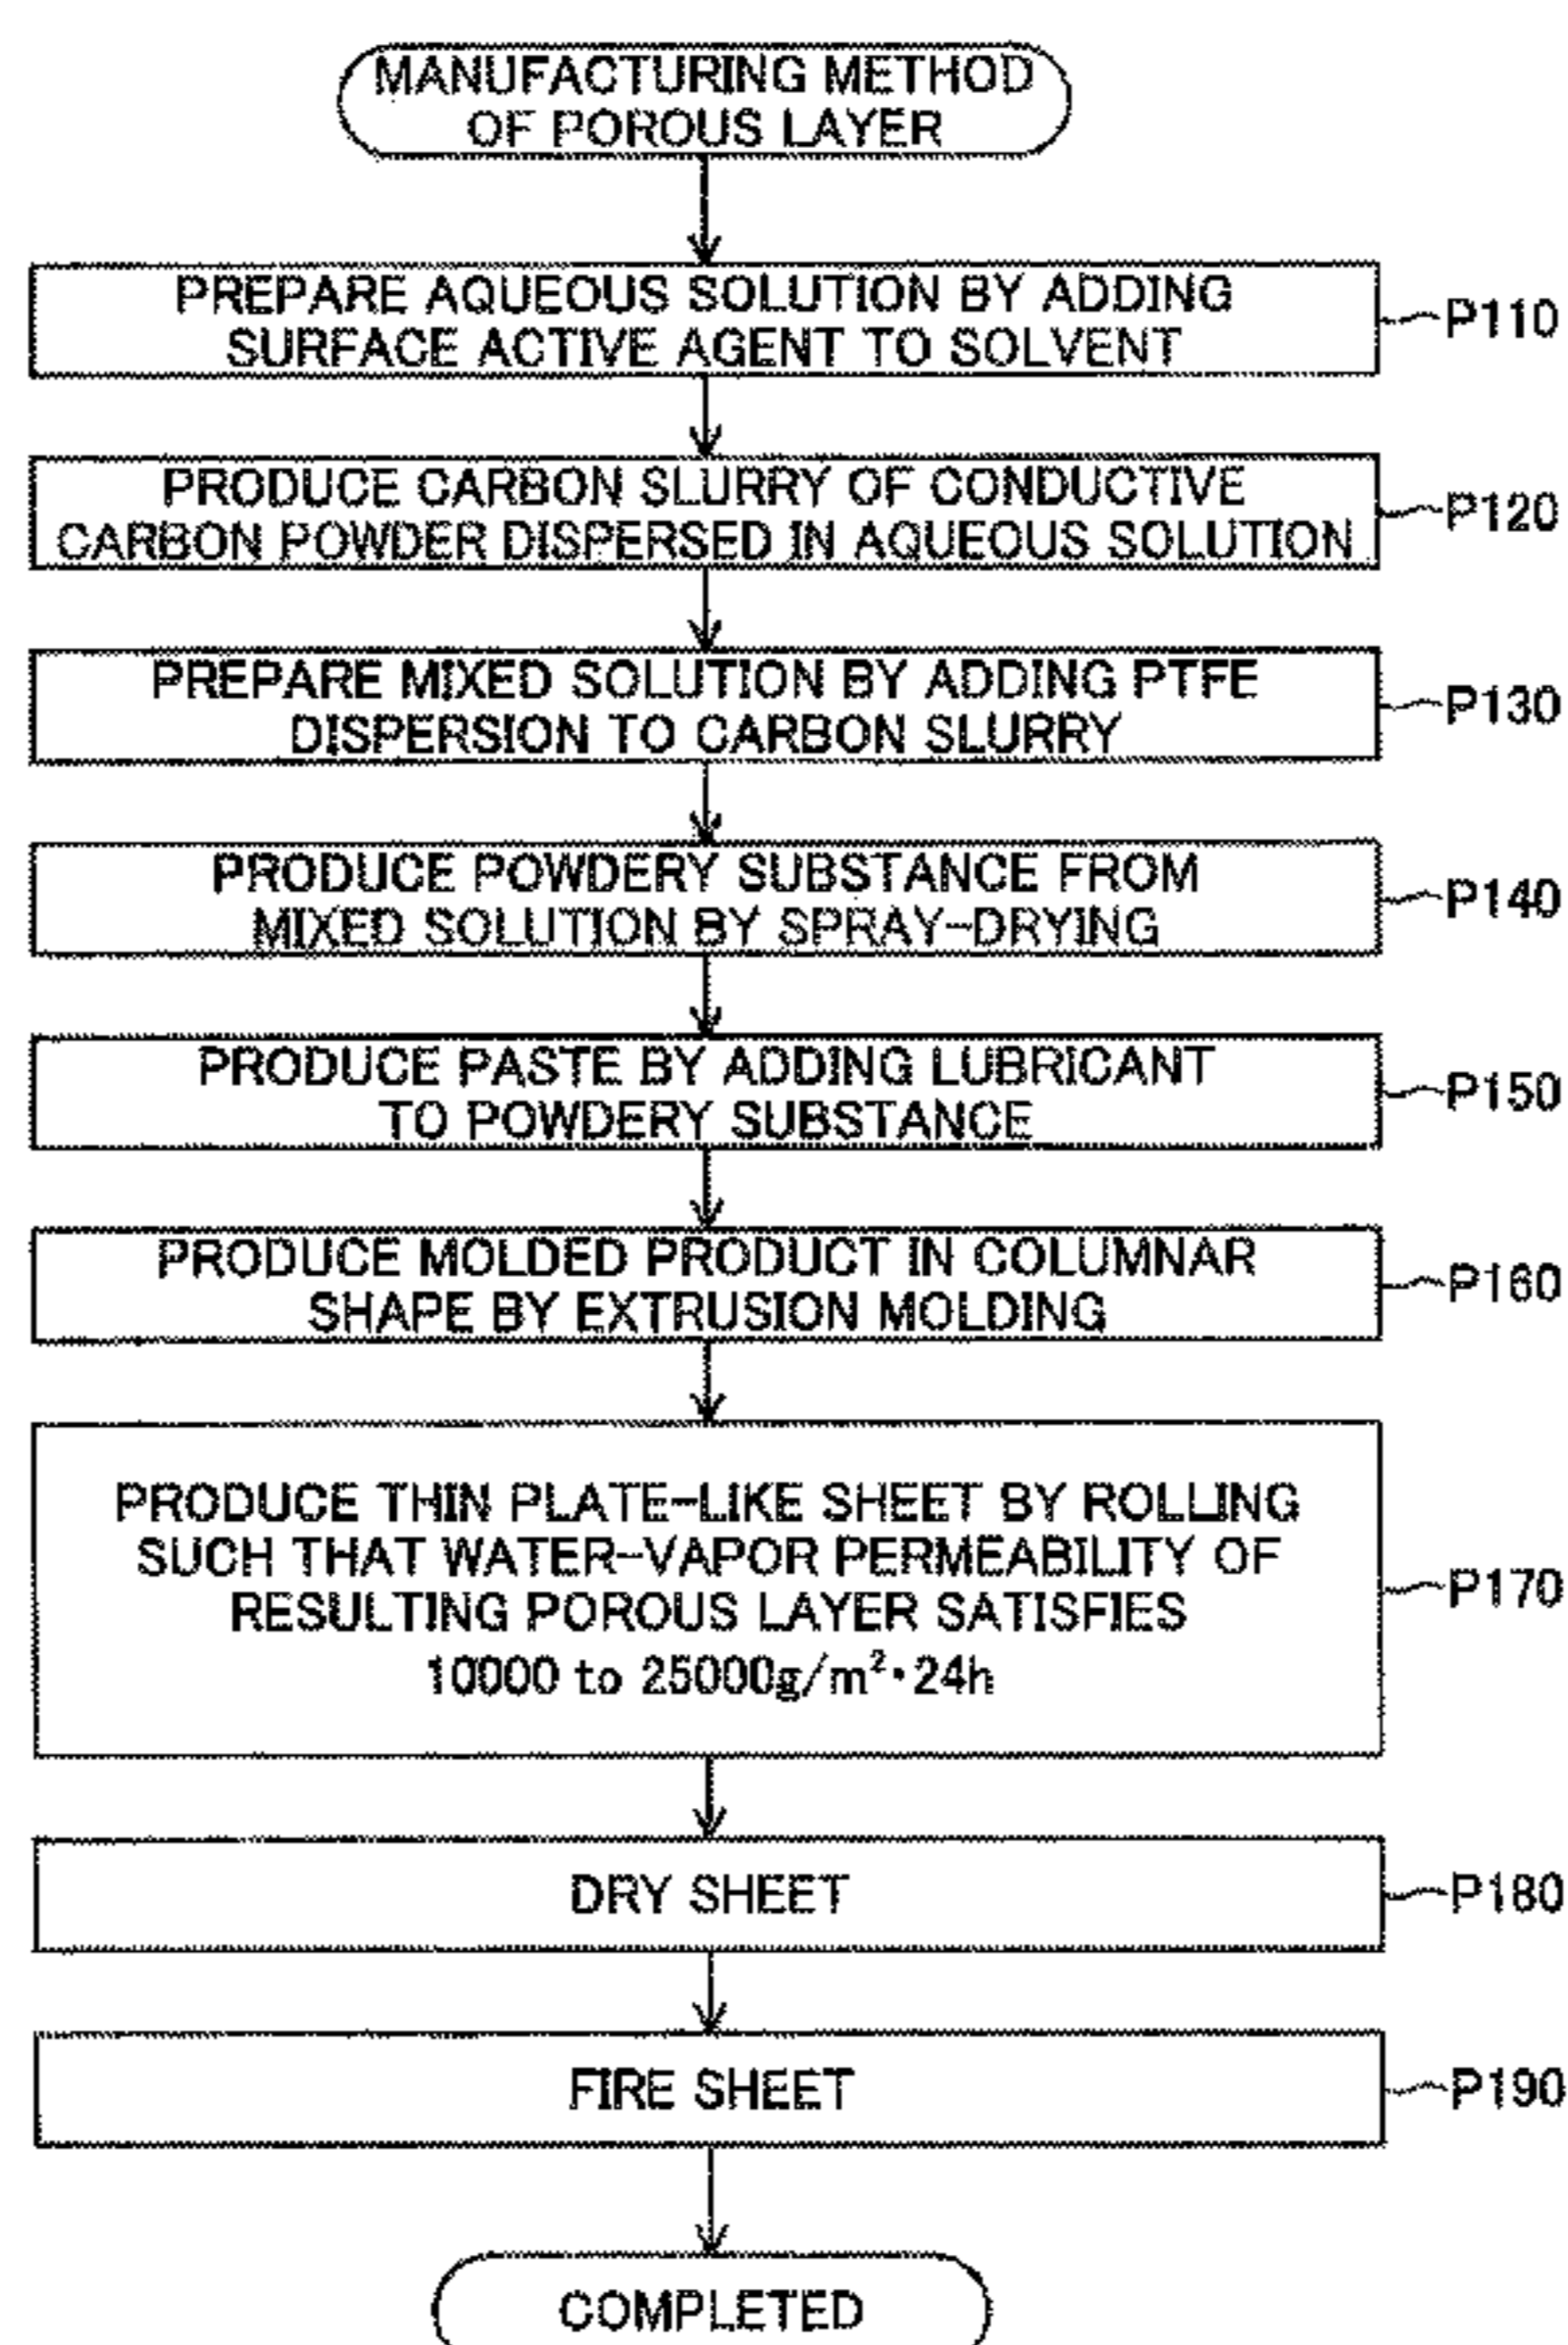 MANUFACTURING METHOD
OF POROUS LAYER
PREPARE AQUEOUS SOLUTION BY ADDING
SURFACE ACTIVE AGENT TO SOLVENT
P110
PRODUCE CARBON SLURRY OF CONDUCTIVE
CARBON POWDER DISPERSED IN AQUEOUS SOLUTION
P120
PREPARE MIXED SOLUTION BY ADDING PTFE
DISPERSION TO CARBON SLURRY
P130
PRODUCE POWDERY SUBSTANCE FROM
MIXED SOLUTION BY SPRAY-DRYING
P140
PRODUCE PASTE BY ADDING LUBRICANT
TO POWDERY SUBSTANCE
P150
PRODUCE MOLDED PRODUCT IN COLUMNAR
SHAPE BY EXTRUSION MOLDING
P160
PRODUCE THIN PLATE-LIKE SHEET BY ROLLING
SUCH THAT WATER-VAPOR PERMEABILITY OF
RESULTING POROUS LAYER SATISFIES
10000 to 25000g/m²・24h
P170
DRY SHEET
P180
FIRE SHEET
P190
COMPLETED